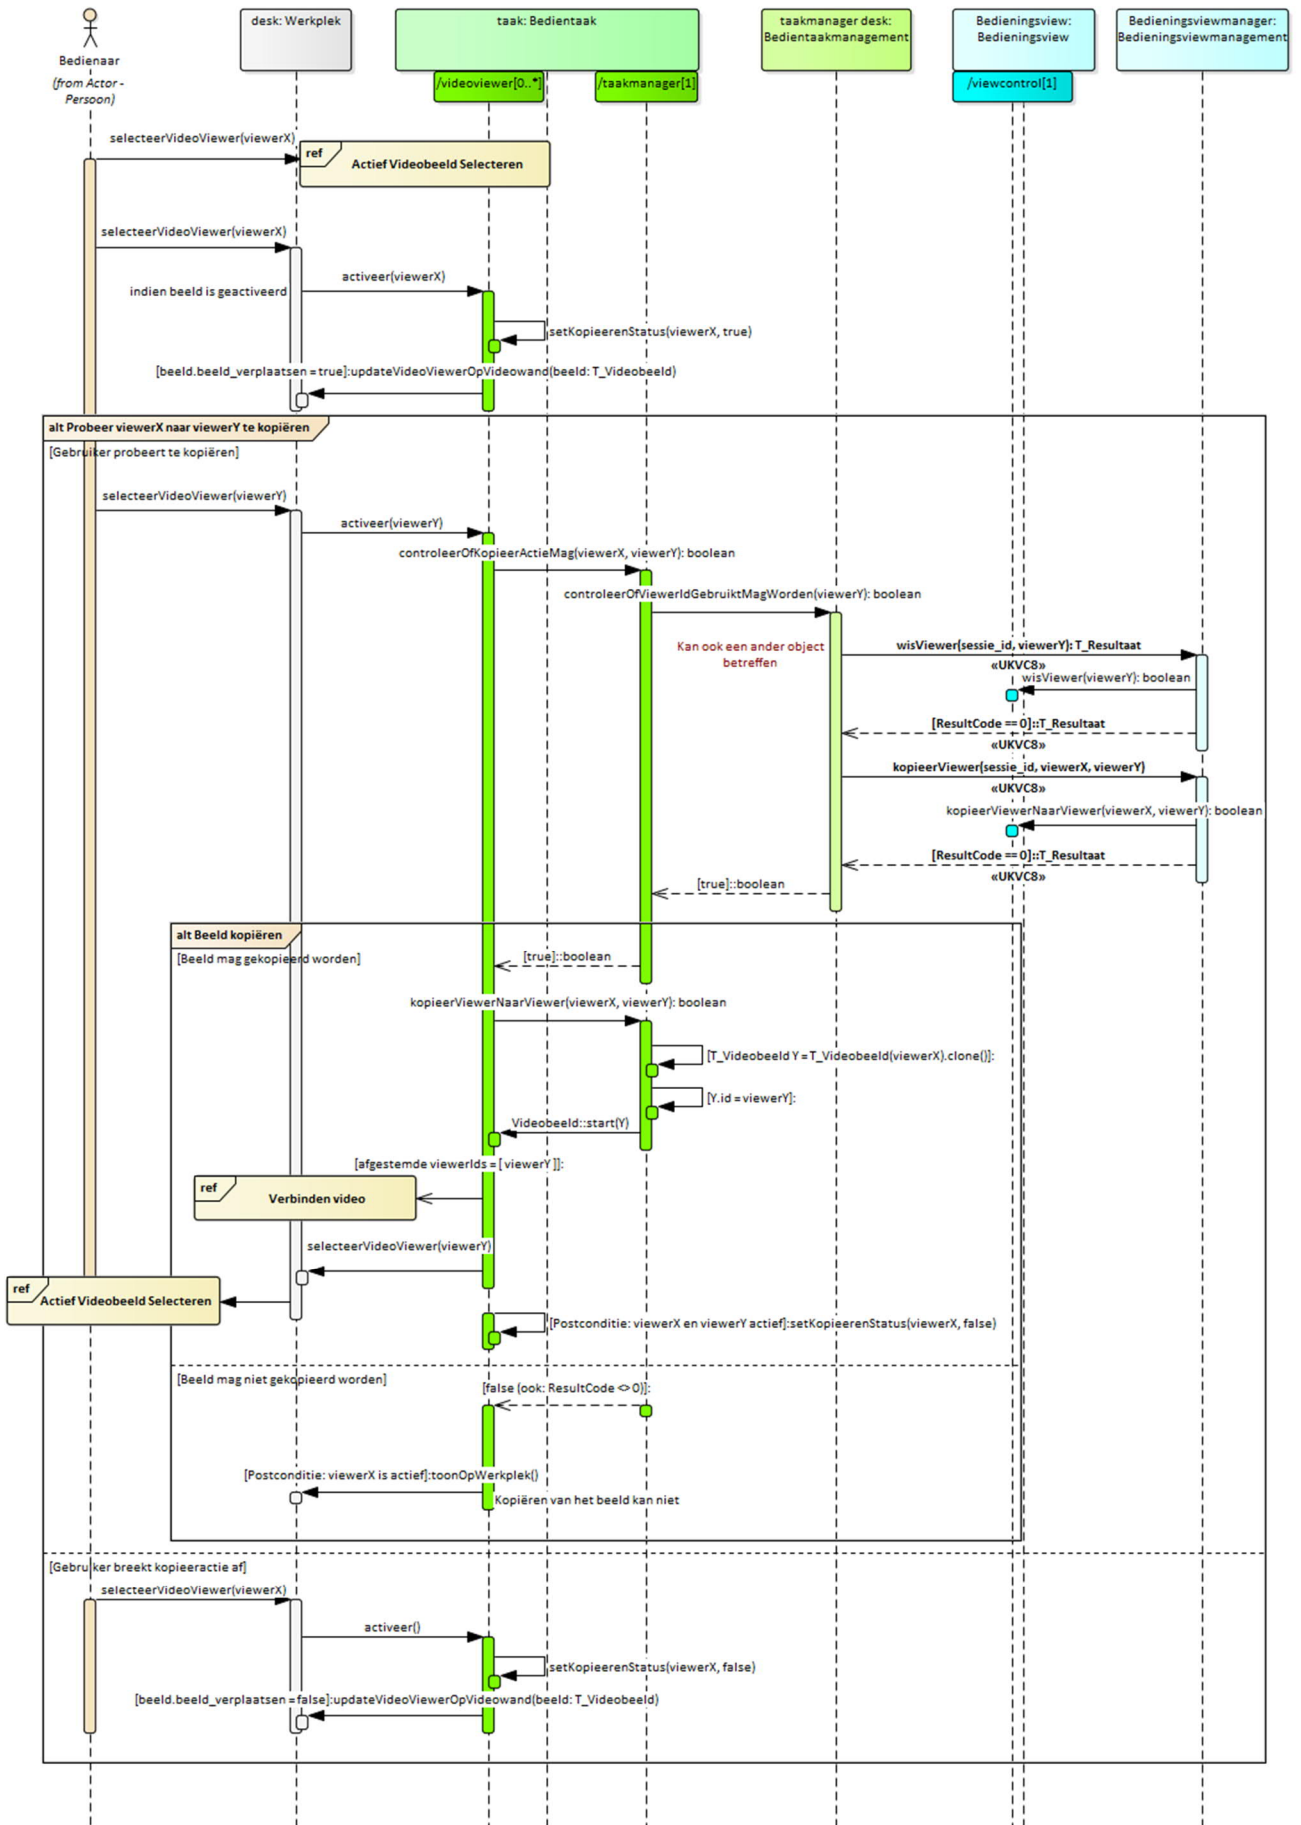 desk: Werkplek
taak: Bedientaak
taakmanager desk:
Bedientaakmanagement
Bedieningsview:
Bedieningsview
Bedieningsviewmanager:
Bedieningsviewmanagement
Bedienaar
(from Actor -
Persoon)
/videoviewer[0..*]
/taakmanager[1]
/viewcontrol[1]
selecteerVideoViewer(viewerX)
ref
Actief Videobeeld Selecteren
selecteerVideoViewer(viewerX)
activeer(viewerX)
indien beeld is geactiveerd
setKopieerenStatus(viewerX, true)
[beeld.beeld_verplaatsen = true]:updateVideoViewerOpVideowand(beeld: T_Videobeeld)
alt Probeer viewerX naar viewerY te kopiëren
[Gebruiker probeert te kopiëren]
selecteerVideoViewer(viewerY)
activeer(viewerY)
controleerOfKopieerActieMag(viewerX, viewerY): boolean
controleerOfViewerIdGebruiktMagWorden(viewerY): boolean
Kan ook een ander object
betreffen
wisViewer(sessie_id, viewerY): T_Resultaat
«UKVC8»
wisViewer(viewerY): boolean
[ResultCode == 0]::T_Resultaat
«UKVC8»
kopieerViewer(sessie_id, viewerX, viewerY)
«UKVC8»
kopieerViewerNaarViewer(viewerX, viewerY): boolean
[ResultCode == 0]::T_Resultaat
«UKVC8»
[true]::boolean
alt Beeld kopiëren
[Beeld mag gekopieerd worden]
[true]::boolean
kopieerViewerNaarViewer(viewerX, viewerY): boolean
[T_Videobeeld Y = T_Videobeeld(viewerX).clone()]:
[Y.id = viewerY]:
Videobeeld::start(Y)
[afgestemde viewerIds = [ viewerY ]]:
ref
Verbinden video
selecteerVideoViewer(viewerY)
ref
Actief Videobeeld Selecteren
[Postconditie: viewerX en viewerY actief]:setKopieerenStatus(viewerX, false)
[Beeld mag niet gekopieerd worden]
[false (ook: ResultCode <> 0)]:
[Postconditie: viewerX is actief]:toonOpWerkplek()
Kopiëren van het beeld kan niet
[Gebruiker breekt kopieeractie af]
selecteerVideoViewer(viewerX)
activeer()
setKopieerenStatus(viewerX, false)
[beeld.beeld_verplaatsen = false]:updateVideoViewerOpVideowand(beeld: T_Videobeeld)